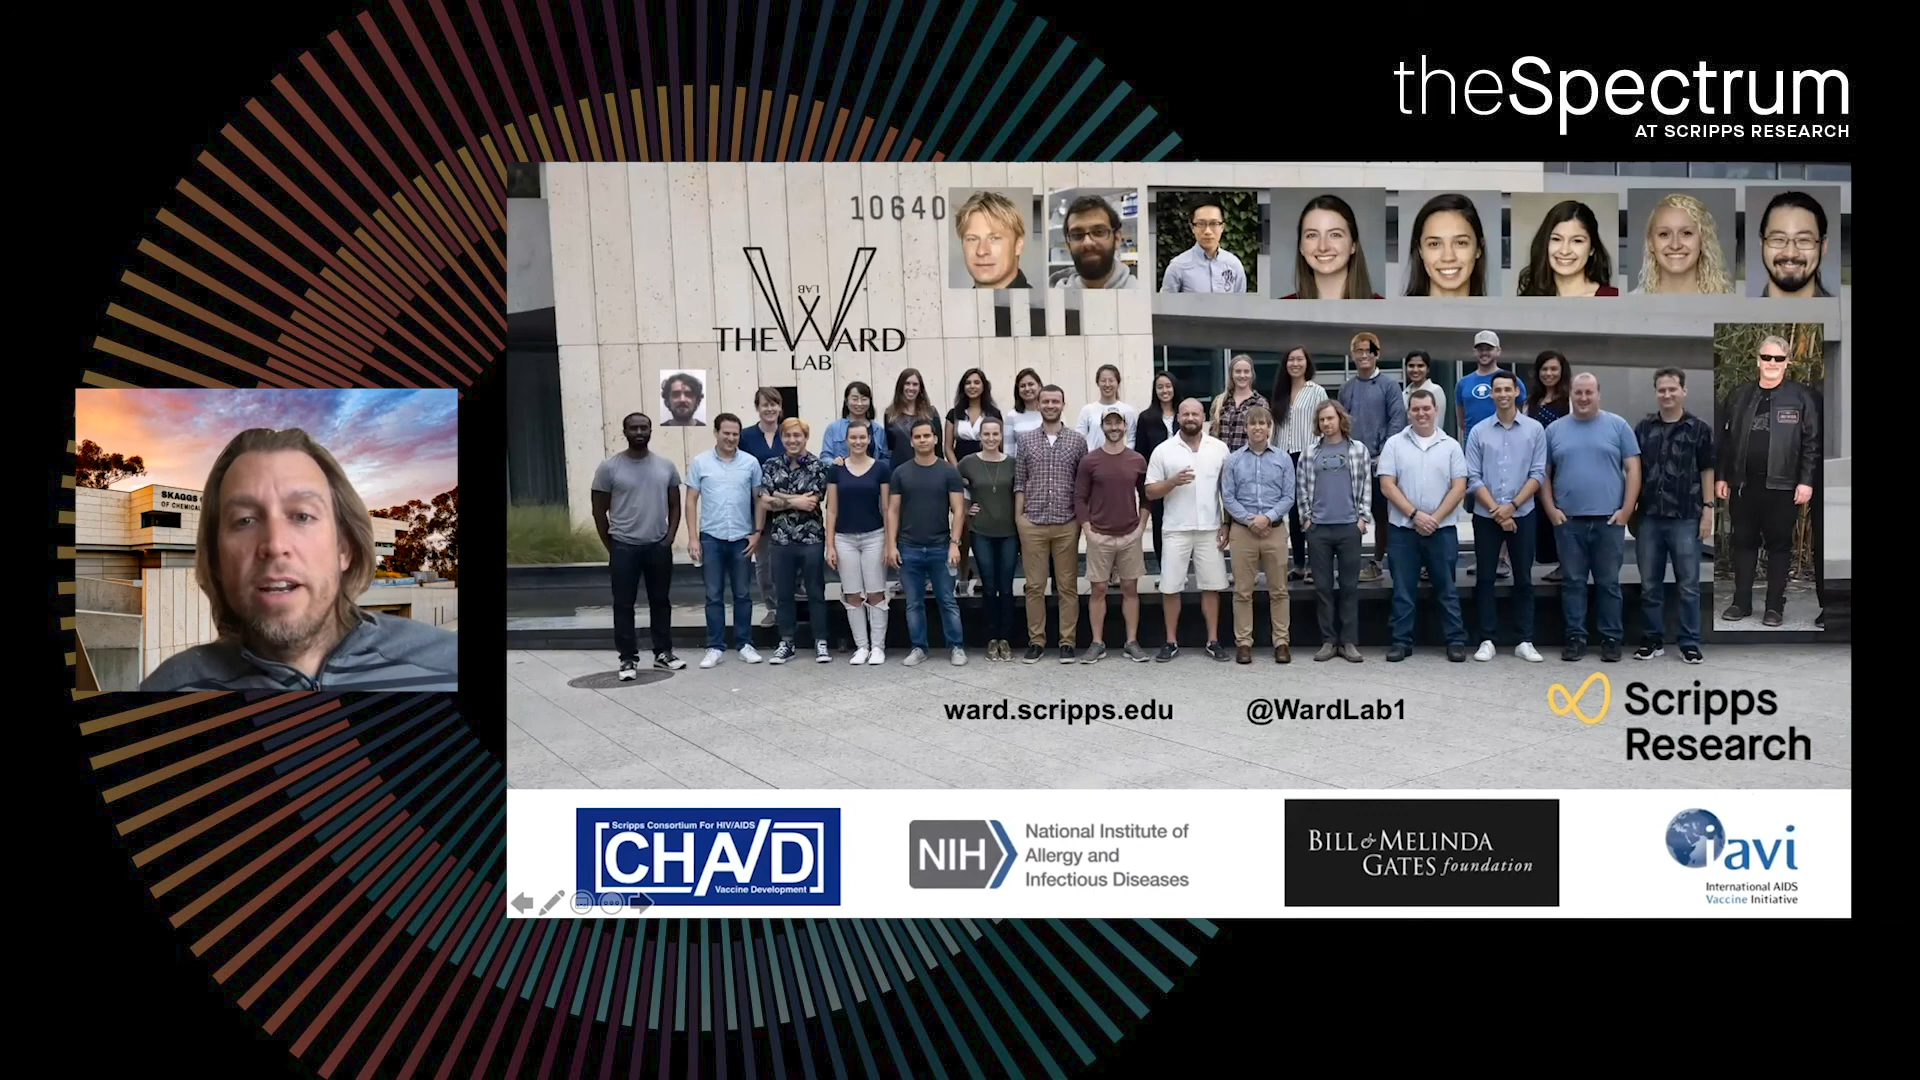 theSpectrum
AT SCRIPPS RESEARCH
10640
LAB
THE WARD
LAB
SKAGGS
OF CHEMICAL
ward.scripps.edu
@WardLab1
Scripps
Research
Scripps Consortium For HIV/AIDS
CHAVD
Vaccine Development
NIH
National Institute of
Allergy and
Infectious Diseases
BILL & MELINDA
GATES foundation
iavi
International AIDS
Vaccine Initiative